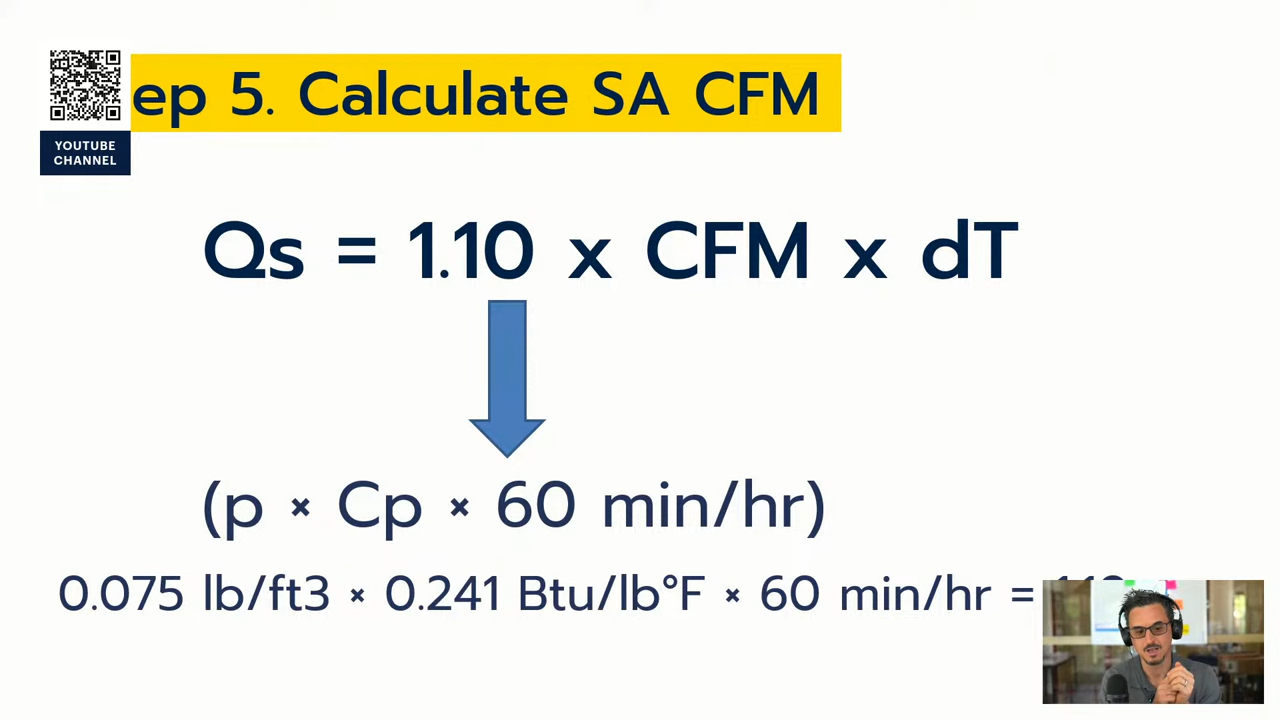 ep 5. Calculate SA CFM
YOUTUBE
CHANNEL
Qs = 1.10 x CFM x dT
(p × Cp × 60 min/hr)
0.075 lb/ft3 × 0.241 Btu/lb°F × 60 min/hr =